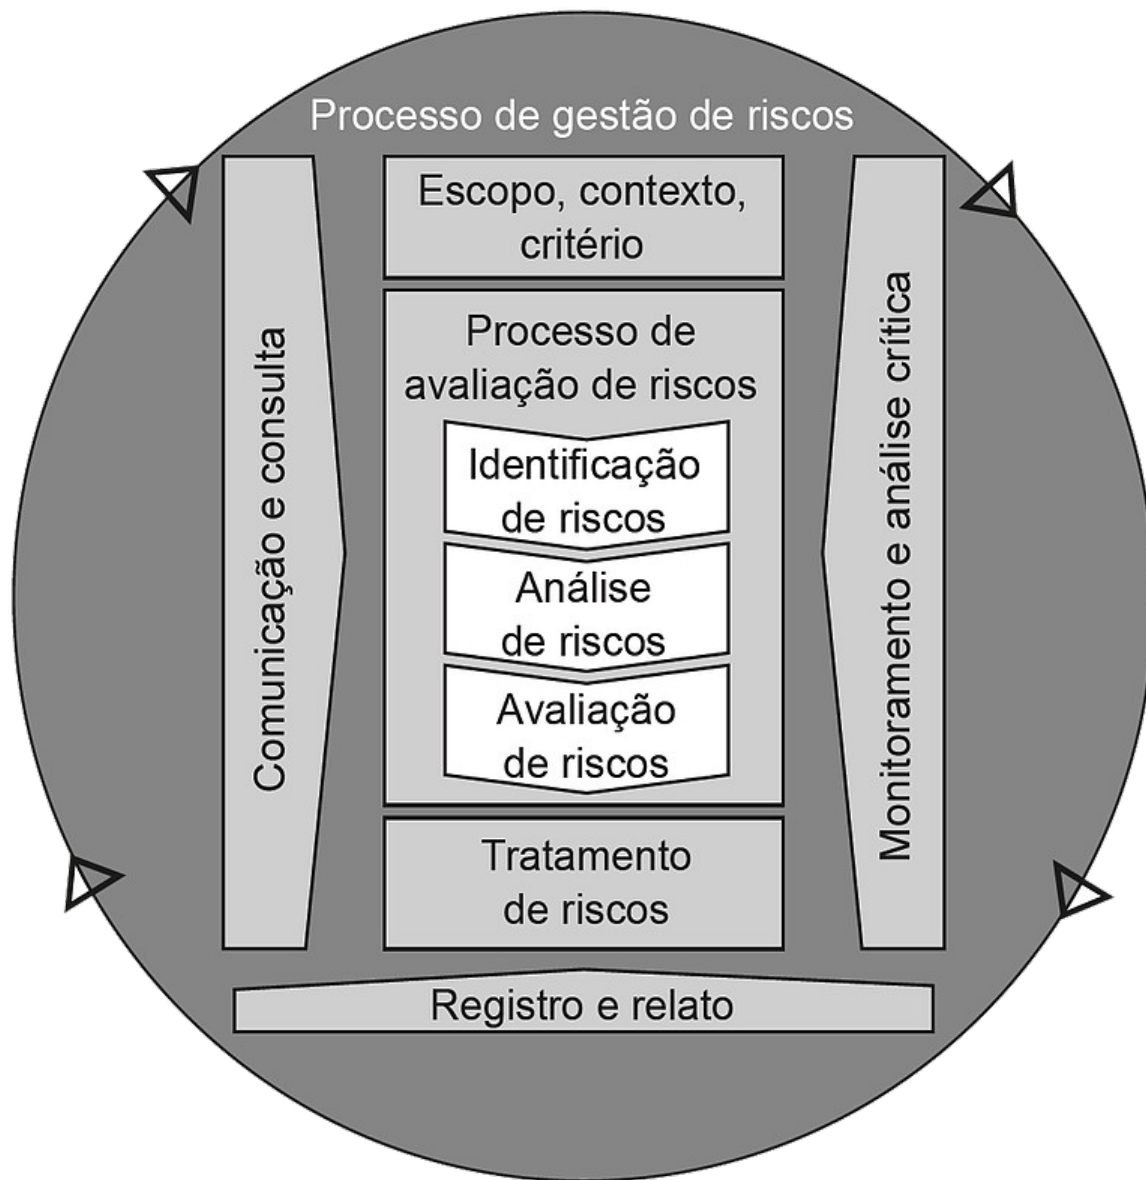 Processo de gestão de riscos
Escopo, contexto,
critério
Processo de
avaliação de riscos
Identificação
de riscos
Análise
de riscos
Avaliação
de riscos
Tratamento
de riscos
Comunicação e consulta
Monitoramento e análise crítica
Registro e relato